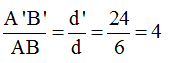 A'B'/AB = d'/d = 24/6 = 4